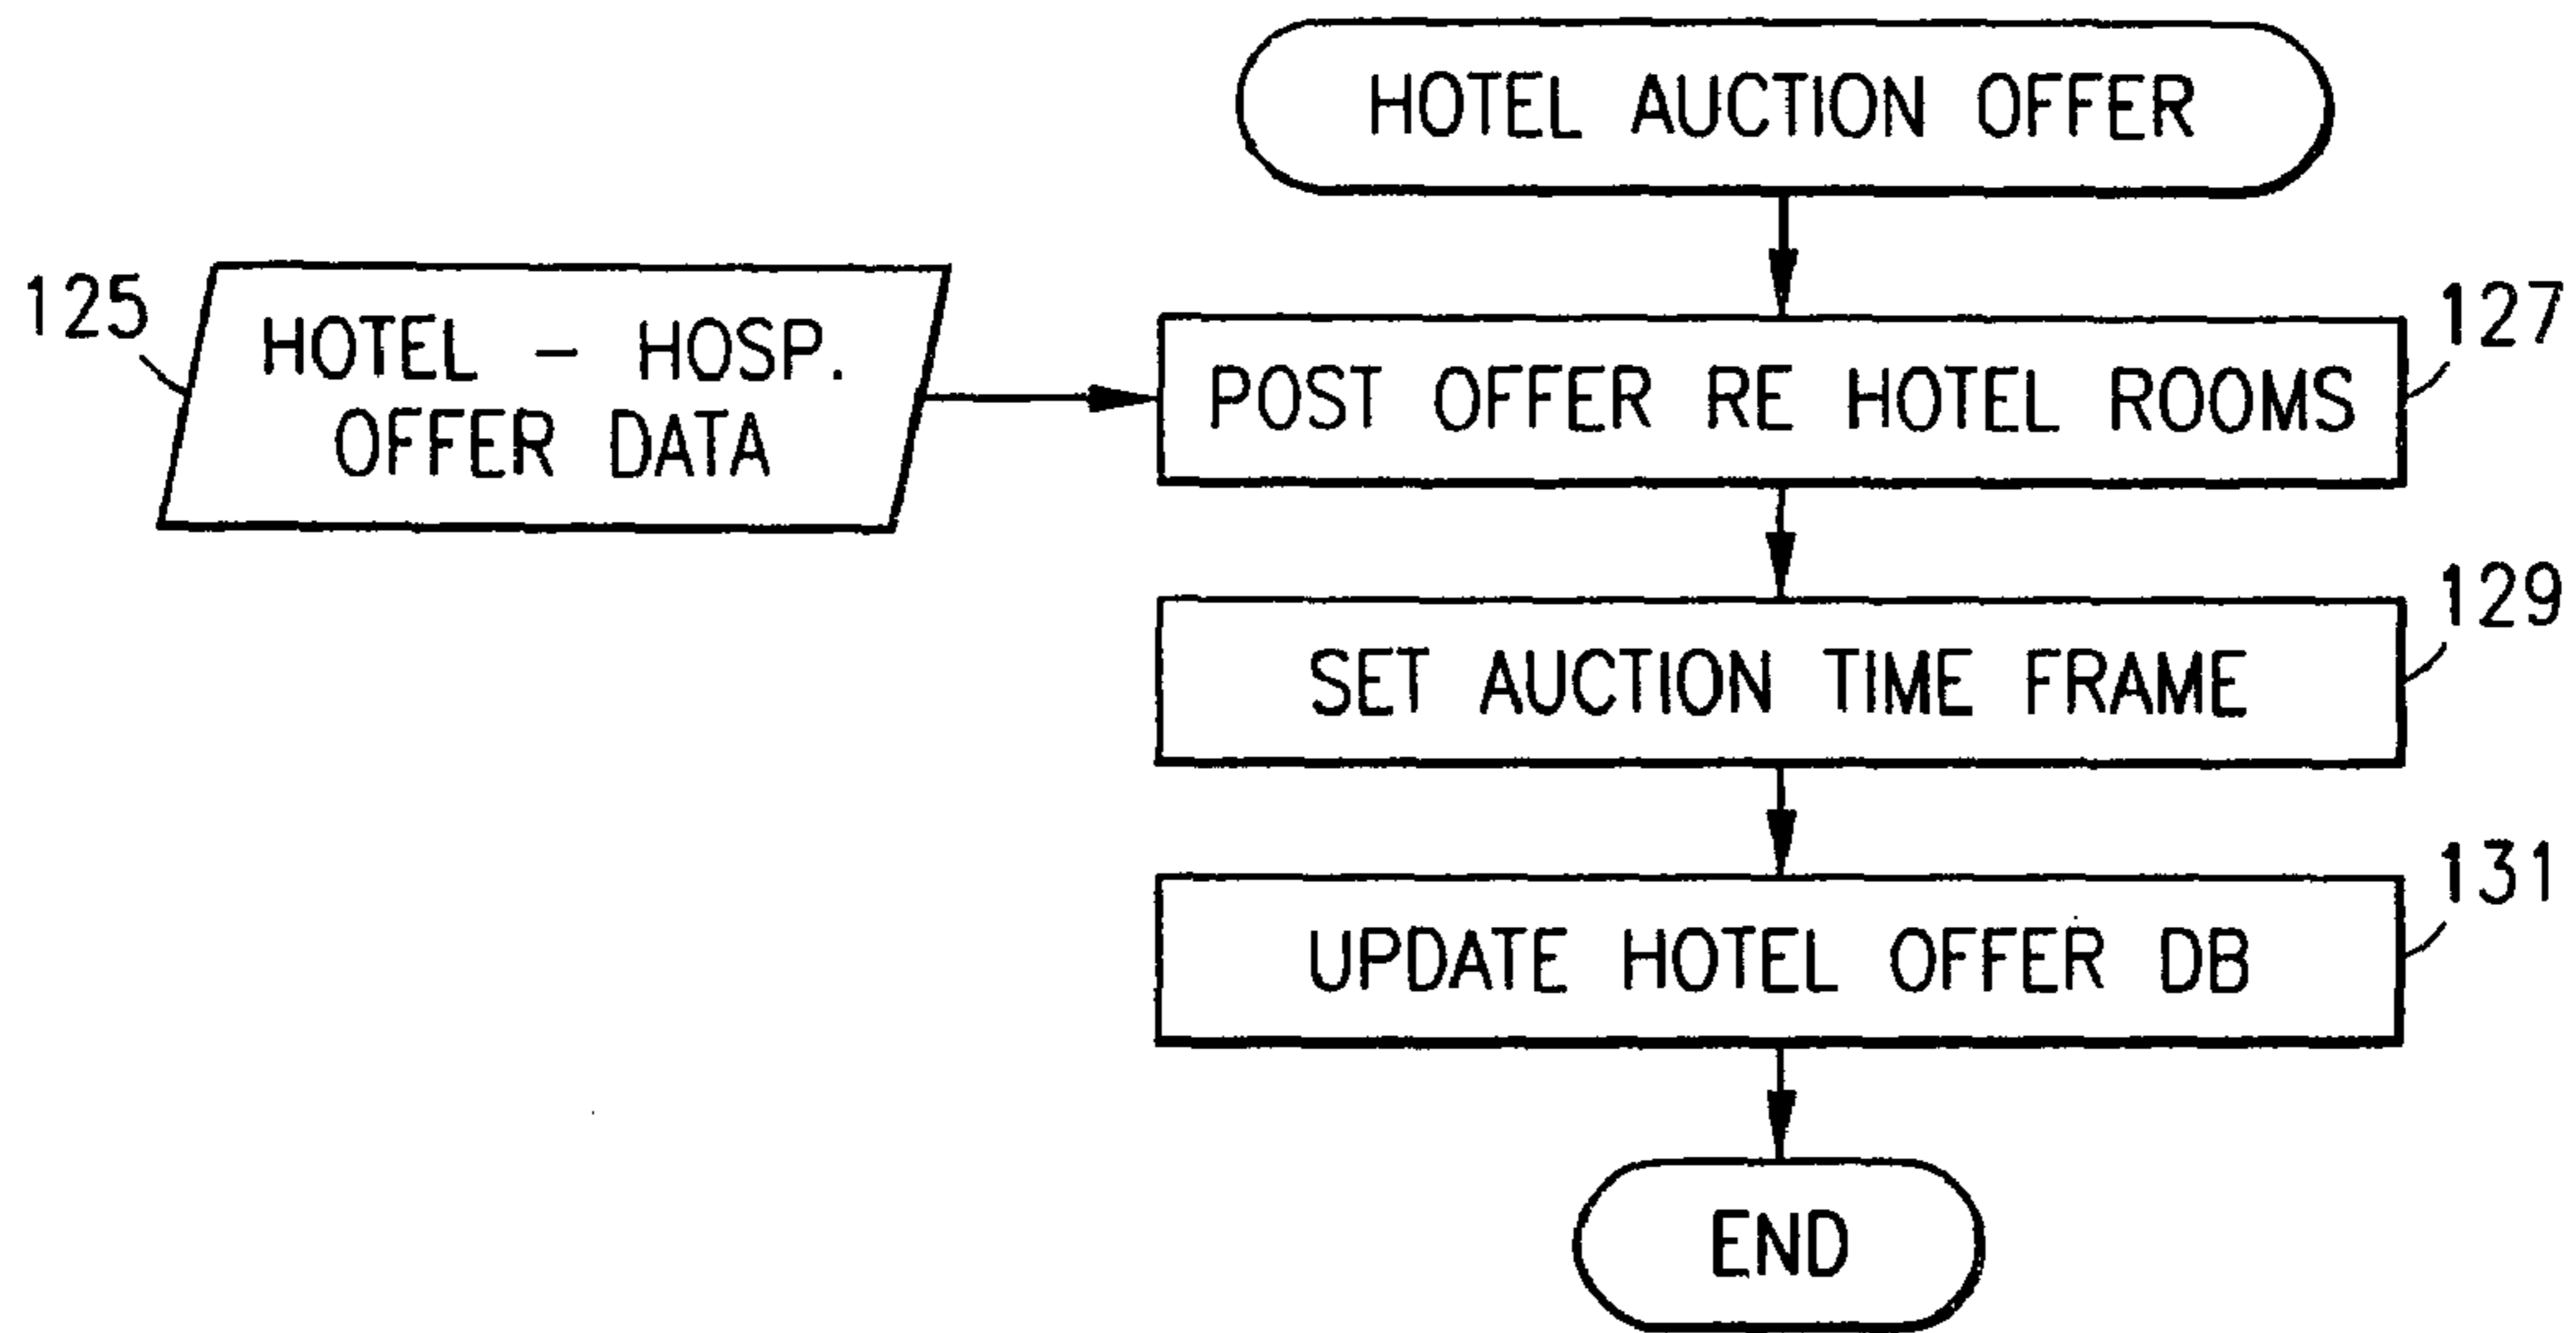 HOTEL AUCTION OFFER
125
HOTEL – HOSP.
OFFER DATA
127
POST OFFER RE HOTEL ROOMS
129
SET AUCTION TIME FRAME
131
UPDATE HOTEL OFFER DB
END